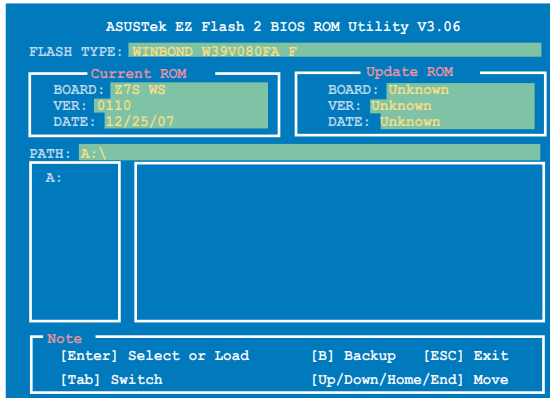 ASUSTek EZ Flash 2 BIOS ROM Utility V3.06
FLASH TYPE: WINBOND W39V080FA F
Current ROM
BOARD: Z7S WS
VER: 0110
DATE: 12/25/07
Update ROM
BOARD: Unknown
VER: Unknown
DATE: Unknown
PATH: A:\
A:
Note
[Enter] Select or Load [B] Backup [ESC] Exit
[Tab] Switch [Up/Down/Home/End] Move